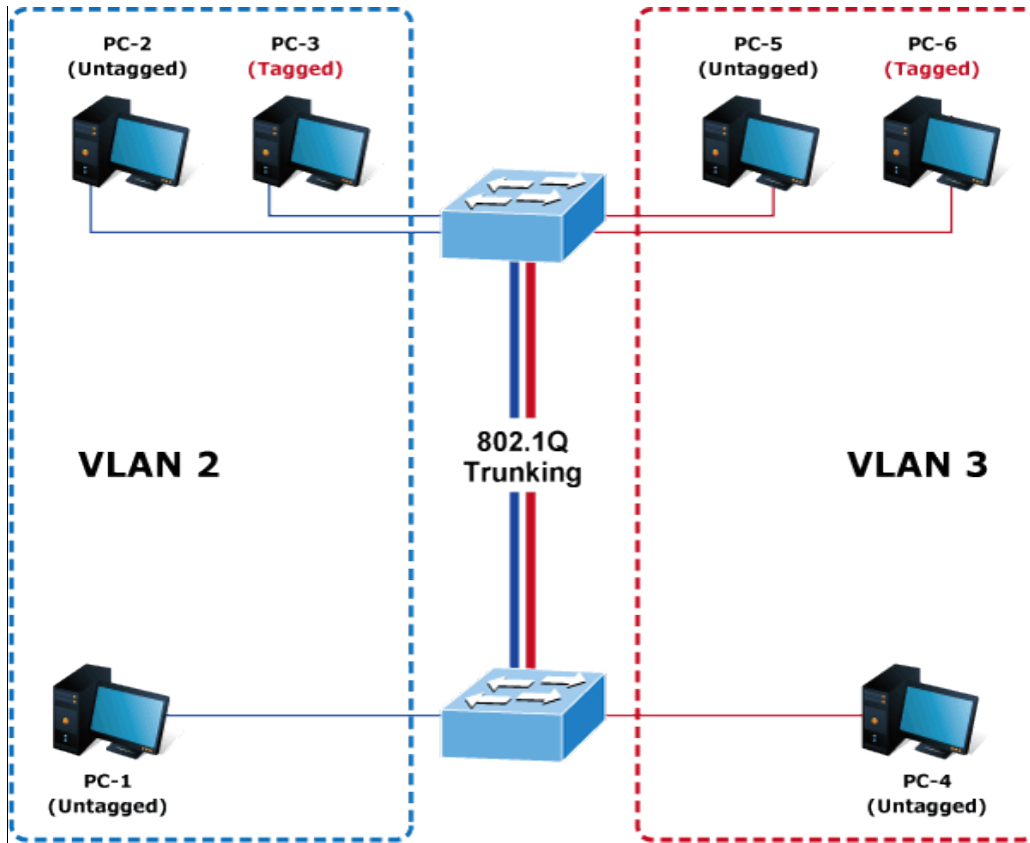 PC-2
(Untagged)
PC-3
(Tagged)
PC-5
(Untagged)
PC-6
(Tagged)
802.1Q
Trunking
VLAN 2
VLAN 3
PC-1
(Untagged)
PC-4
(Untagged)